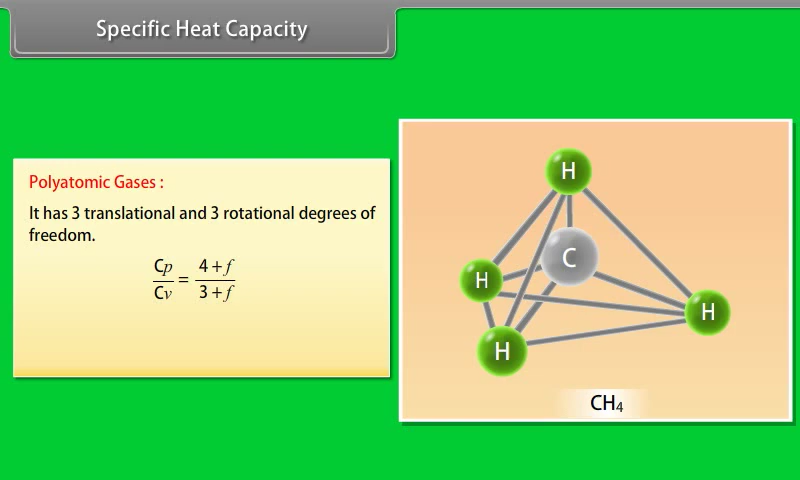 Specific Heat Capacity
Polyatomic Gases :
It has 3 translational and 3 rotational degrees of
freedom.
Cp/Cv = 4 + f/3 + f
H
C
H
H
H
CH₄